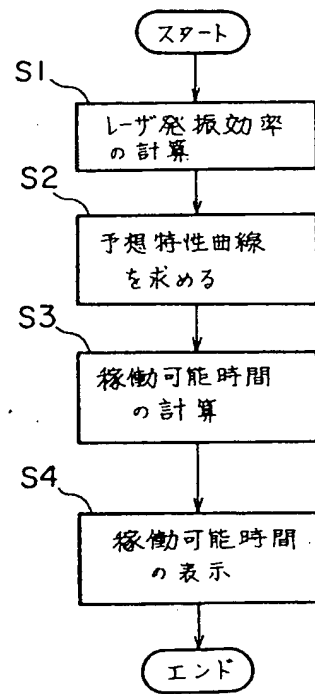 スタート
S1
レーザ発振効率
の計算
S2
予想特性曲線
を求める
S3
稼働可能時間
の計算
S4
稼働可能時間
の表示
エンド